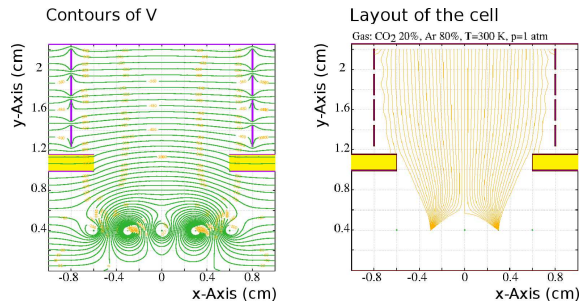 Contours of V
Layout of the cell
Gas: CO2 20%, Ar 80%, T=300 K, p=1 atm
y-Axis (cm)
2
1.6
1.2
0.8
0.4
-0.8
-0.4
0
0.4
0.8
x-Axis (cm)
y-Axis (cm)
2
1.6
1.2
0.8
0.4
-0.8
-0.4
0
0.4
0.8
x-Axis (cm)